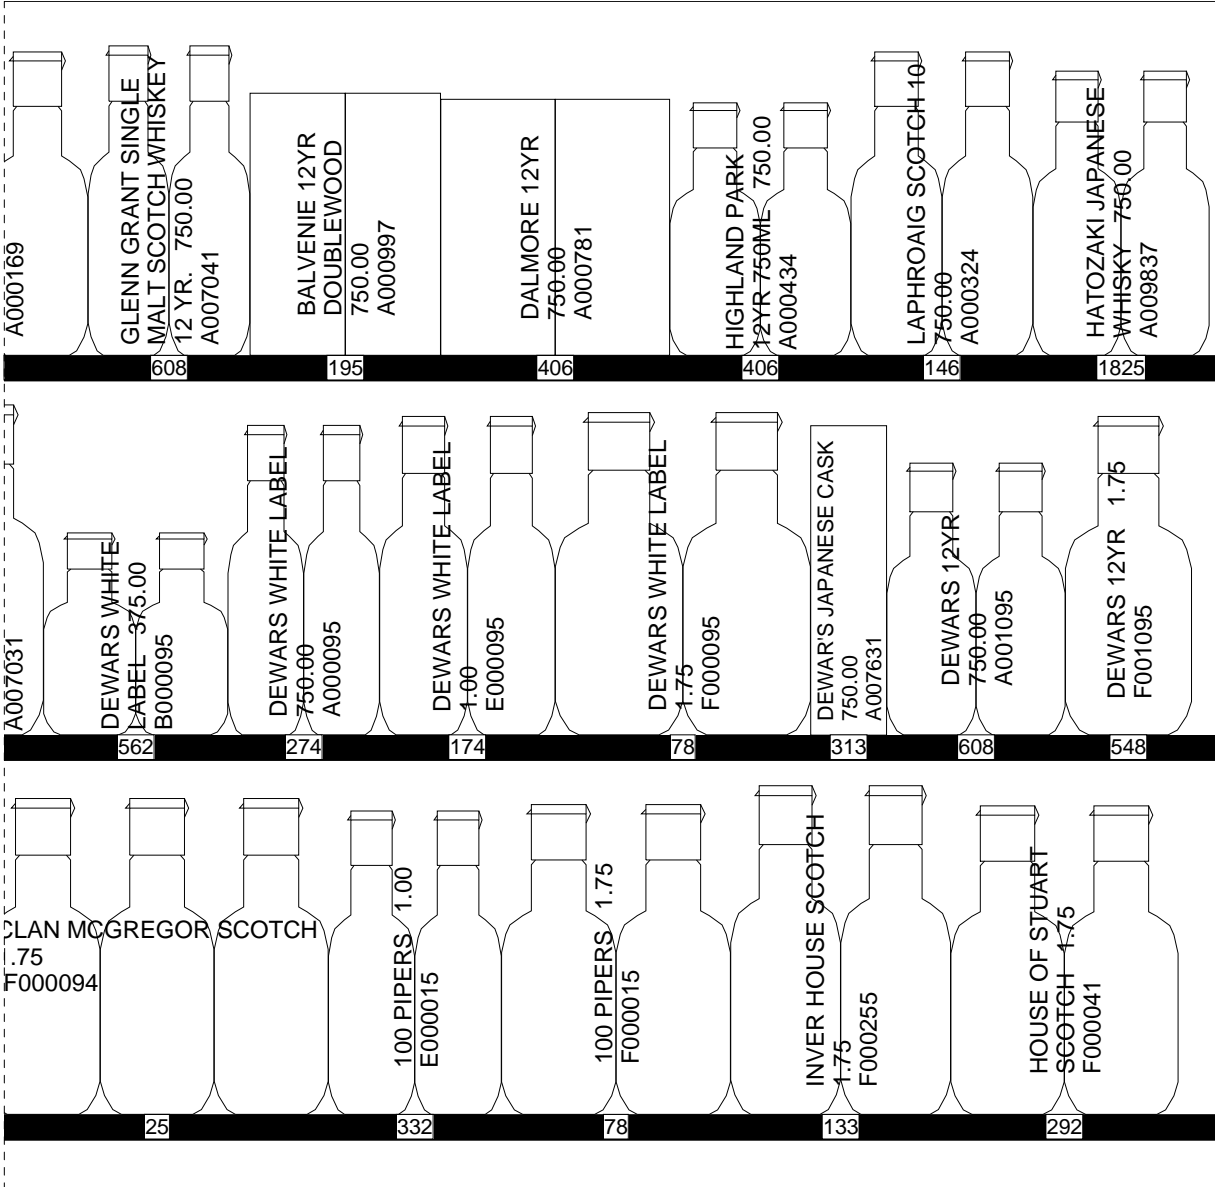 A000169
GLENN GRANT SINGLE
MALT SCOTCH WHISKEY
12 YR. 750.00
A007041
BALVENIE 12YR
DOUBLEWOOD
750.00
A000997
DALMORE 12YR
750.00
A000781
HIGHLAND PARK
12YR 750ML 750.00
A000434
LAPHROAIG SCOTCH 10
750.00
A000324
HATOZAKI JAPANESE
WHISKY 750.00
A009837
608
195
406
406
146
1825
A007031
DEWARS WHITE
LABEL 375.00
B000095
DEWARS WHITE LABEL
750.00
A000095
DEWARS WHITE LABEL
1.00
E000095
DEWARS WHITE LABEL
1.75
F000095
DEWAR'S JAPANESE CASK
750.00
A007631
DEWARS 12YR
750.00
A001095
DEWARS 12YR 1.75
F001095
562
274
174
78
313
608
548
CLAN MCGREGOR SCOTCH
.75
F000094
100 PIPERS 1.00
E000015
100 PIPERS 1.75
F000015
INVER HOUSE SCOTCH
1.75
F000255
HOUSE OF STUART
SCOTCH 1.75
F000041
25
332
78
133
292